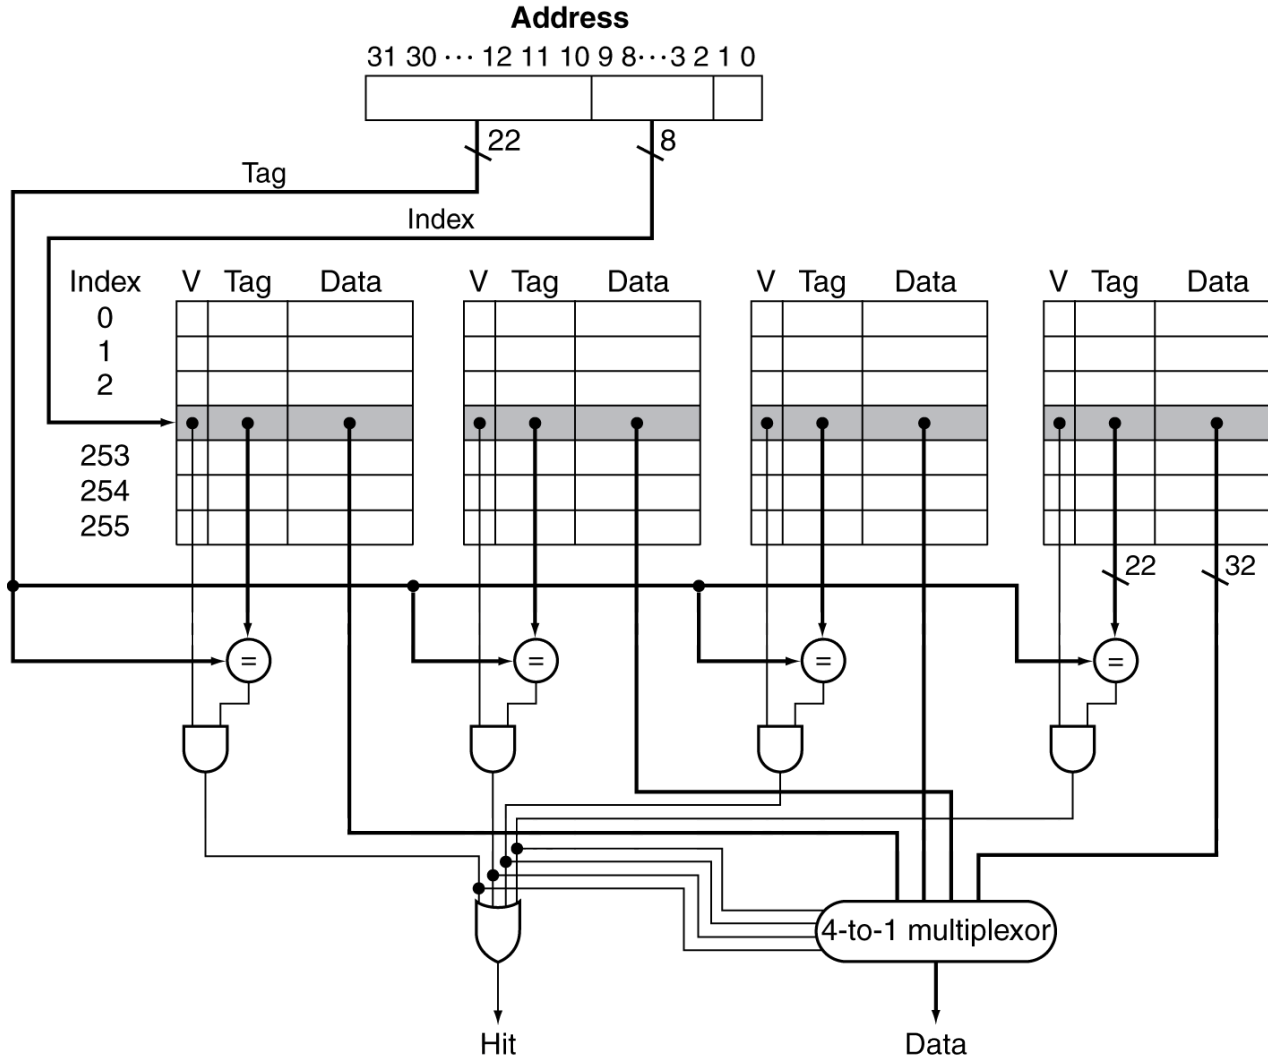 Address
31 30 ··· 12 11 10 9 8···3 2 1 0
22 8
Tag
Index
Index V Tag Data V Tag Data V Tag Data V Tag Data
0
1
2
253
254
255
22 32
= = = =
4-to-1 multiplexor
Hit Data